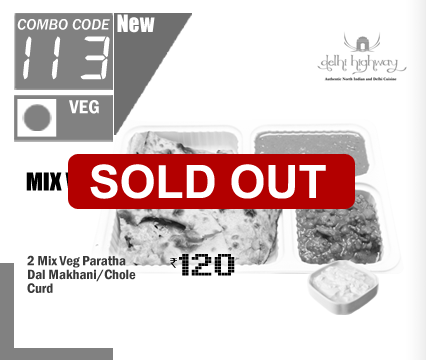 COMBO CODE
New
113
VEG
delhi highway
Authentic North Indian and Delhi Cuisine
MIX
SOLD OUT
2 Mix Veg Paratha
Dal Makhani/Chole
Curd
₹120